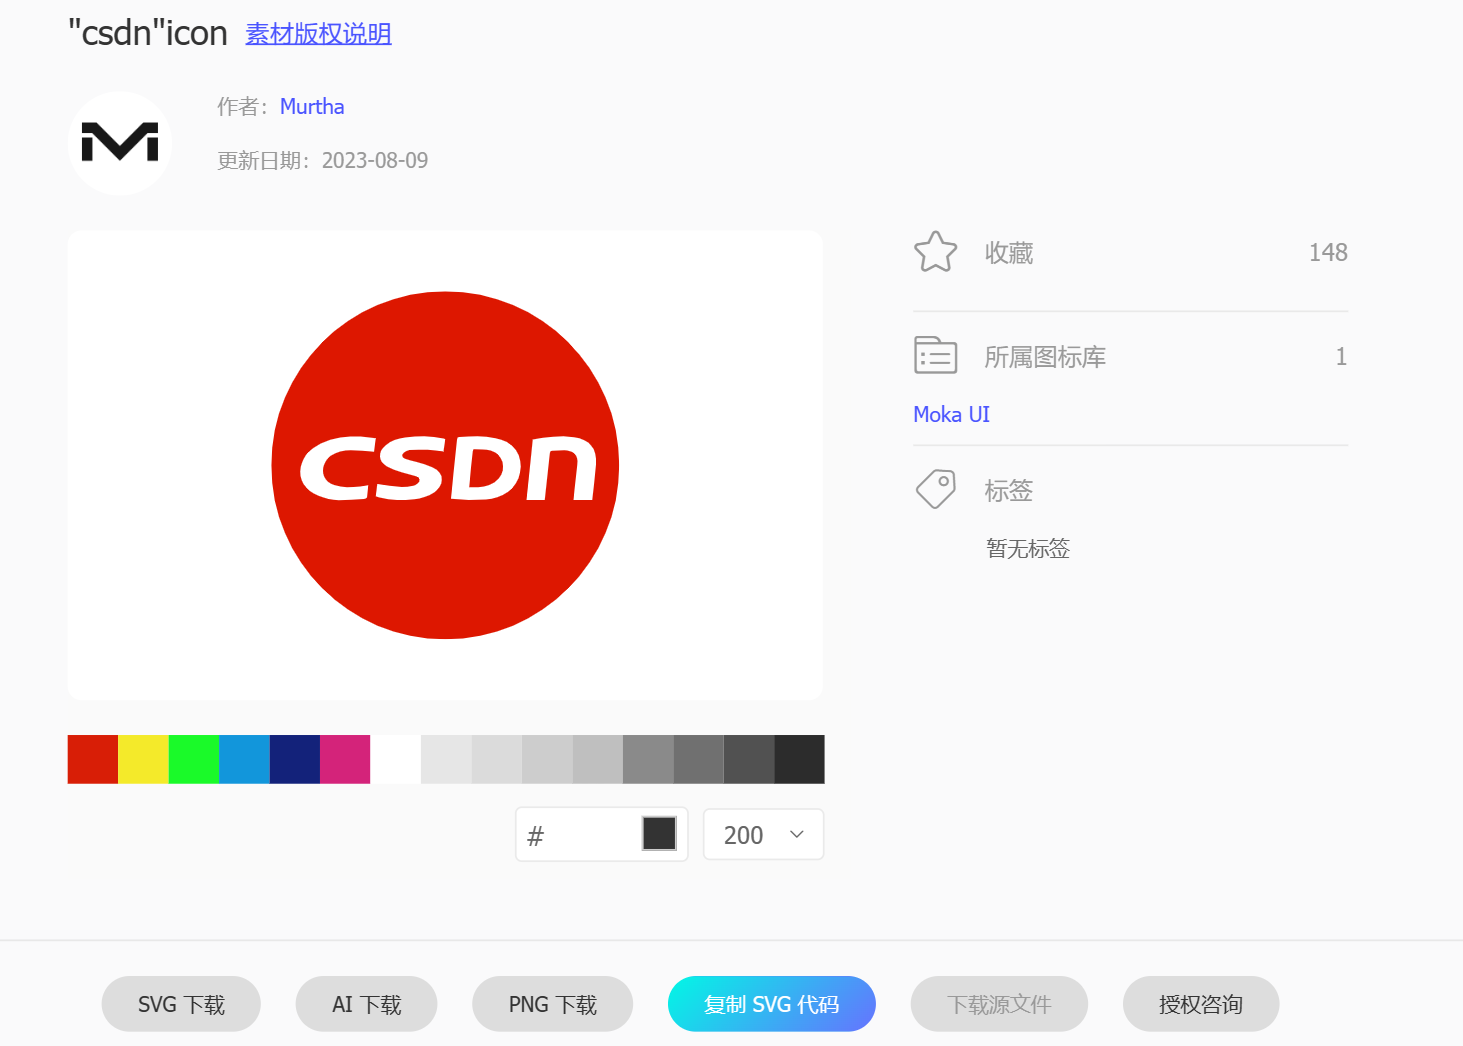 "csdn"icon 素材版权说明
作者：Murtha
更新日期：2023-08-09
CSDN
收藏 148
所属图标库 1
Moka UI
标签
暂无标签
# 200
SVG 下载 AI 下载 PNG 下载 复制 SVG 代码 下载源文件 授权咨询